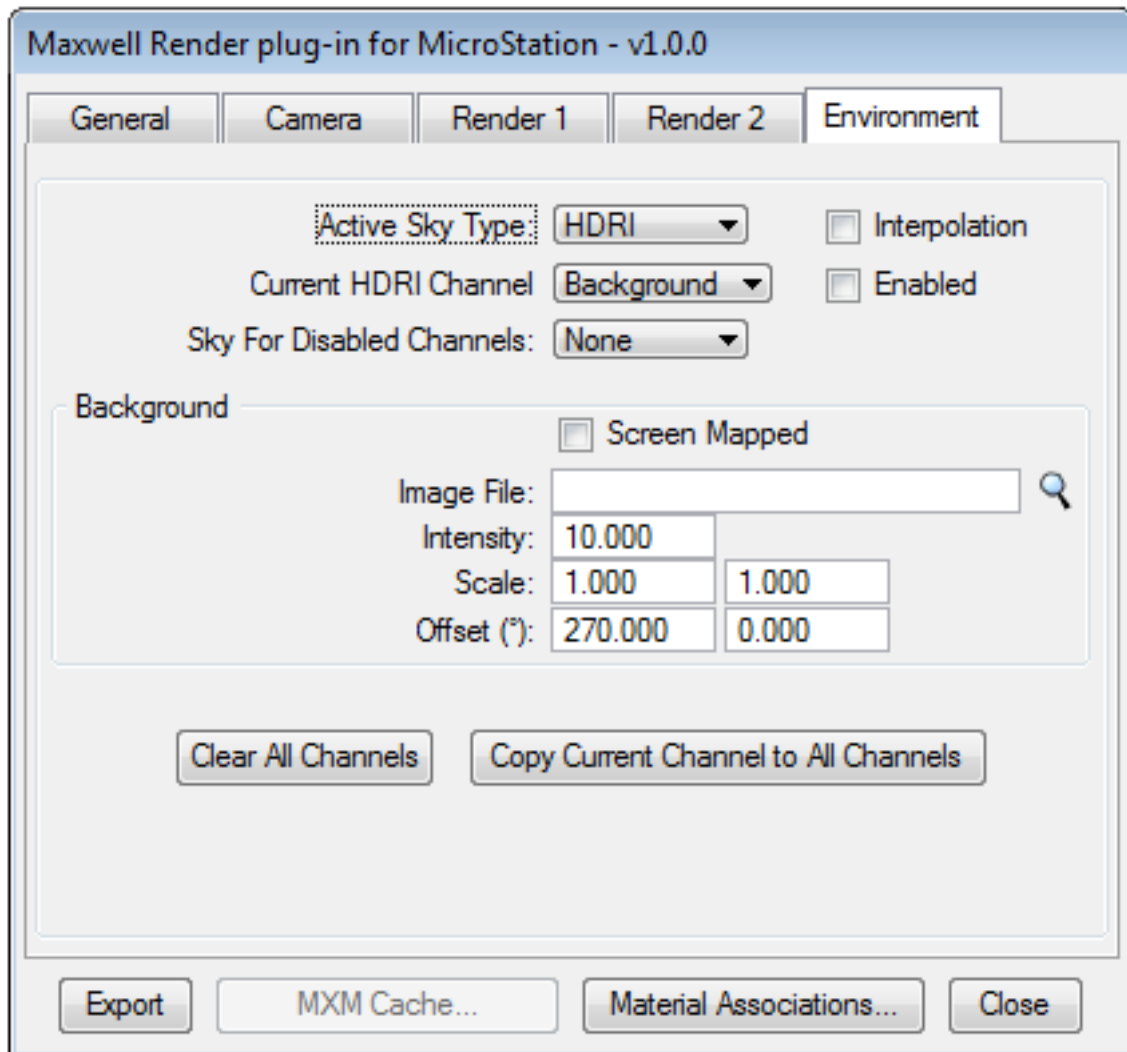 Maxwell Render plug-in for MicroStation - v1.0.0
General Camera Render 1 Render 2 Environment
Active Sky Type: HDRI Interpolation
Current HDRI Channel Background Enabled
Sky For Disabled Channels: None
Background
Screen Mapped
Image File:
Intensity: 10.000
Scale: 1.000 1.000
Offset (°): 270.000 0.000
Clear All Channels Copy Current Channel to All Channels
Export MXM Cache... Material Associations... Close